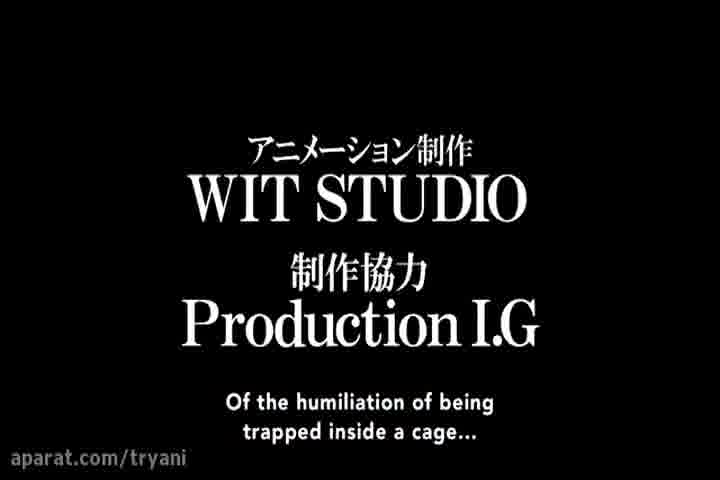 アニメーション制作
WIT STUDIO
制作協力
Production I.G
Of the humiliation of being
trapped inside a cage...
aparat.com/tryani